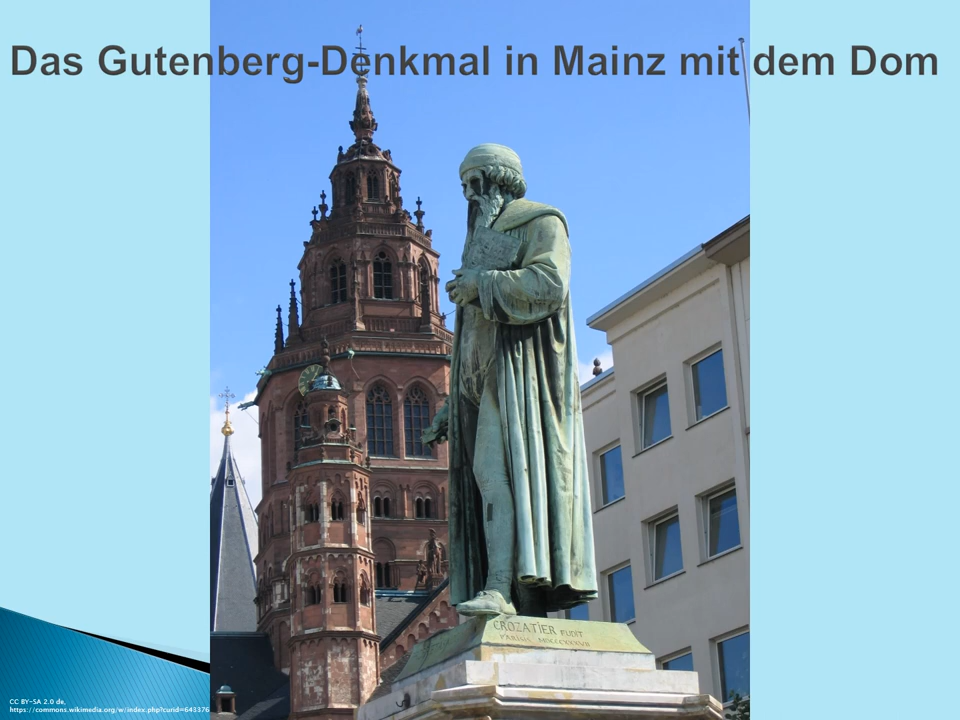 Das Gutenberg-Denkmal in Mainz mit dem Dom
CROZATIER FUDIT
CC BY-SA 2.0 de,
https://commons.wikimedia.org/w/index.php?curid=643376